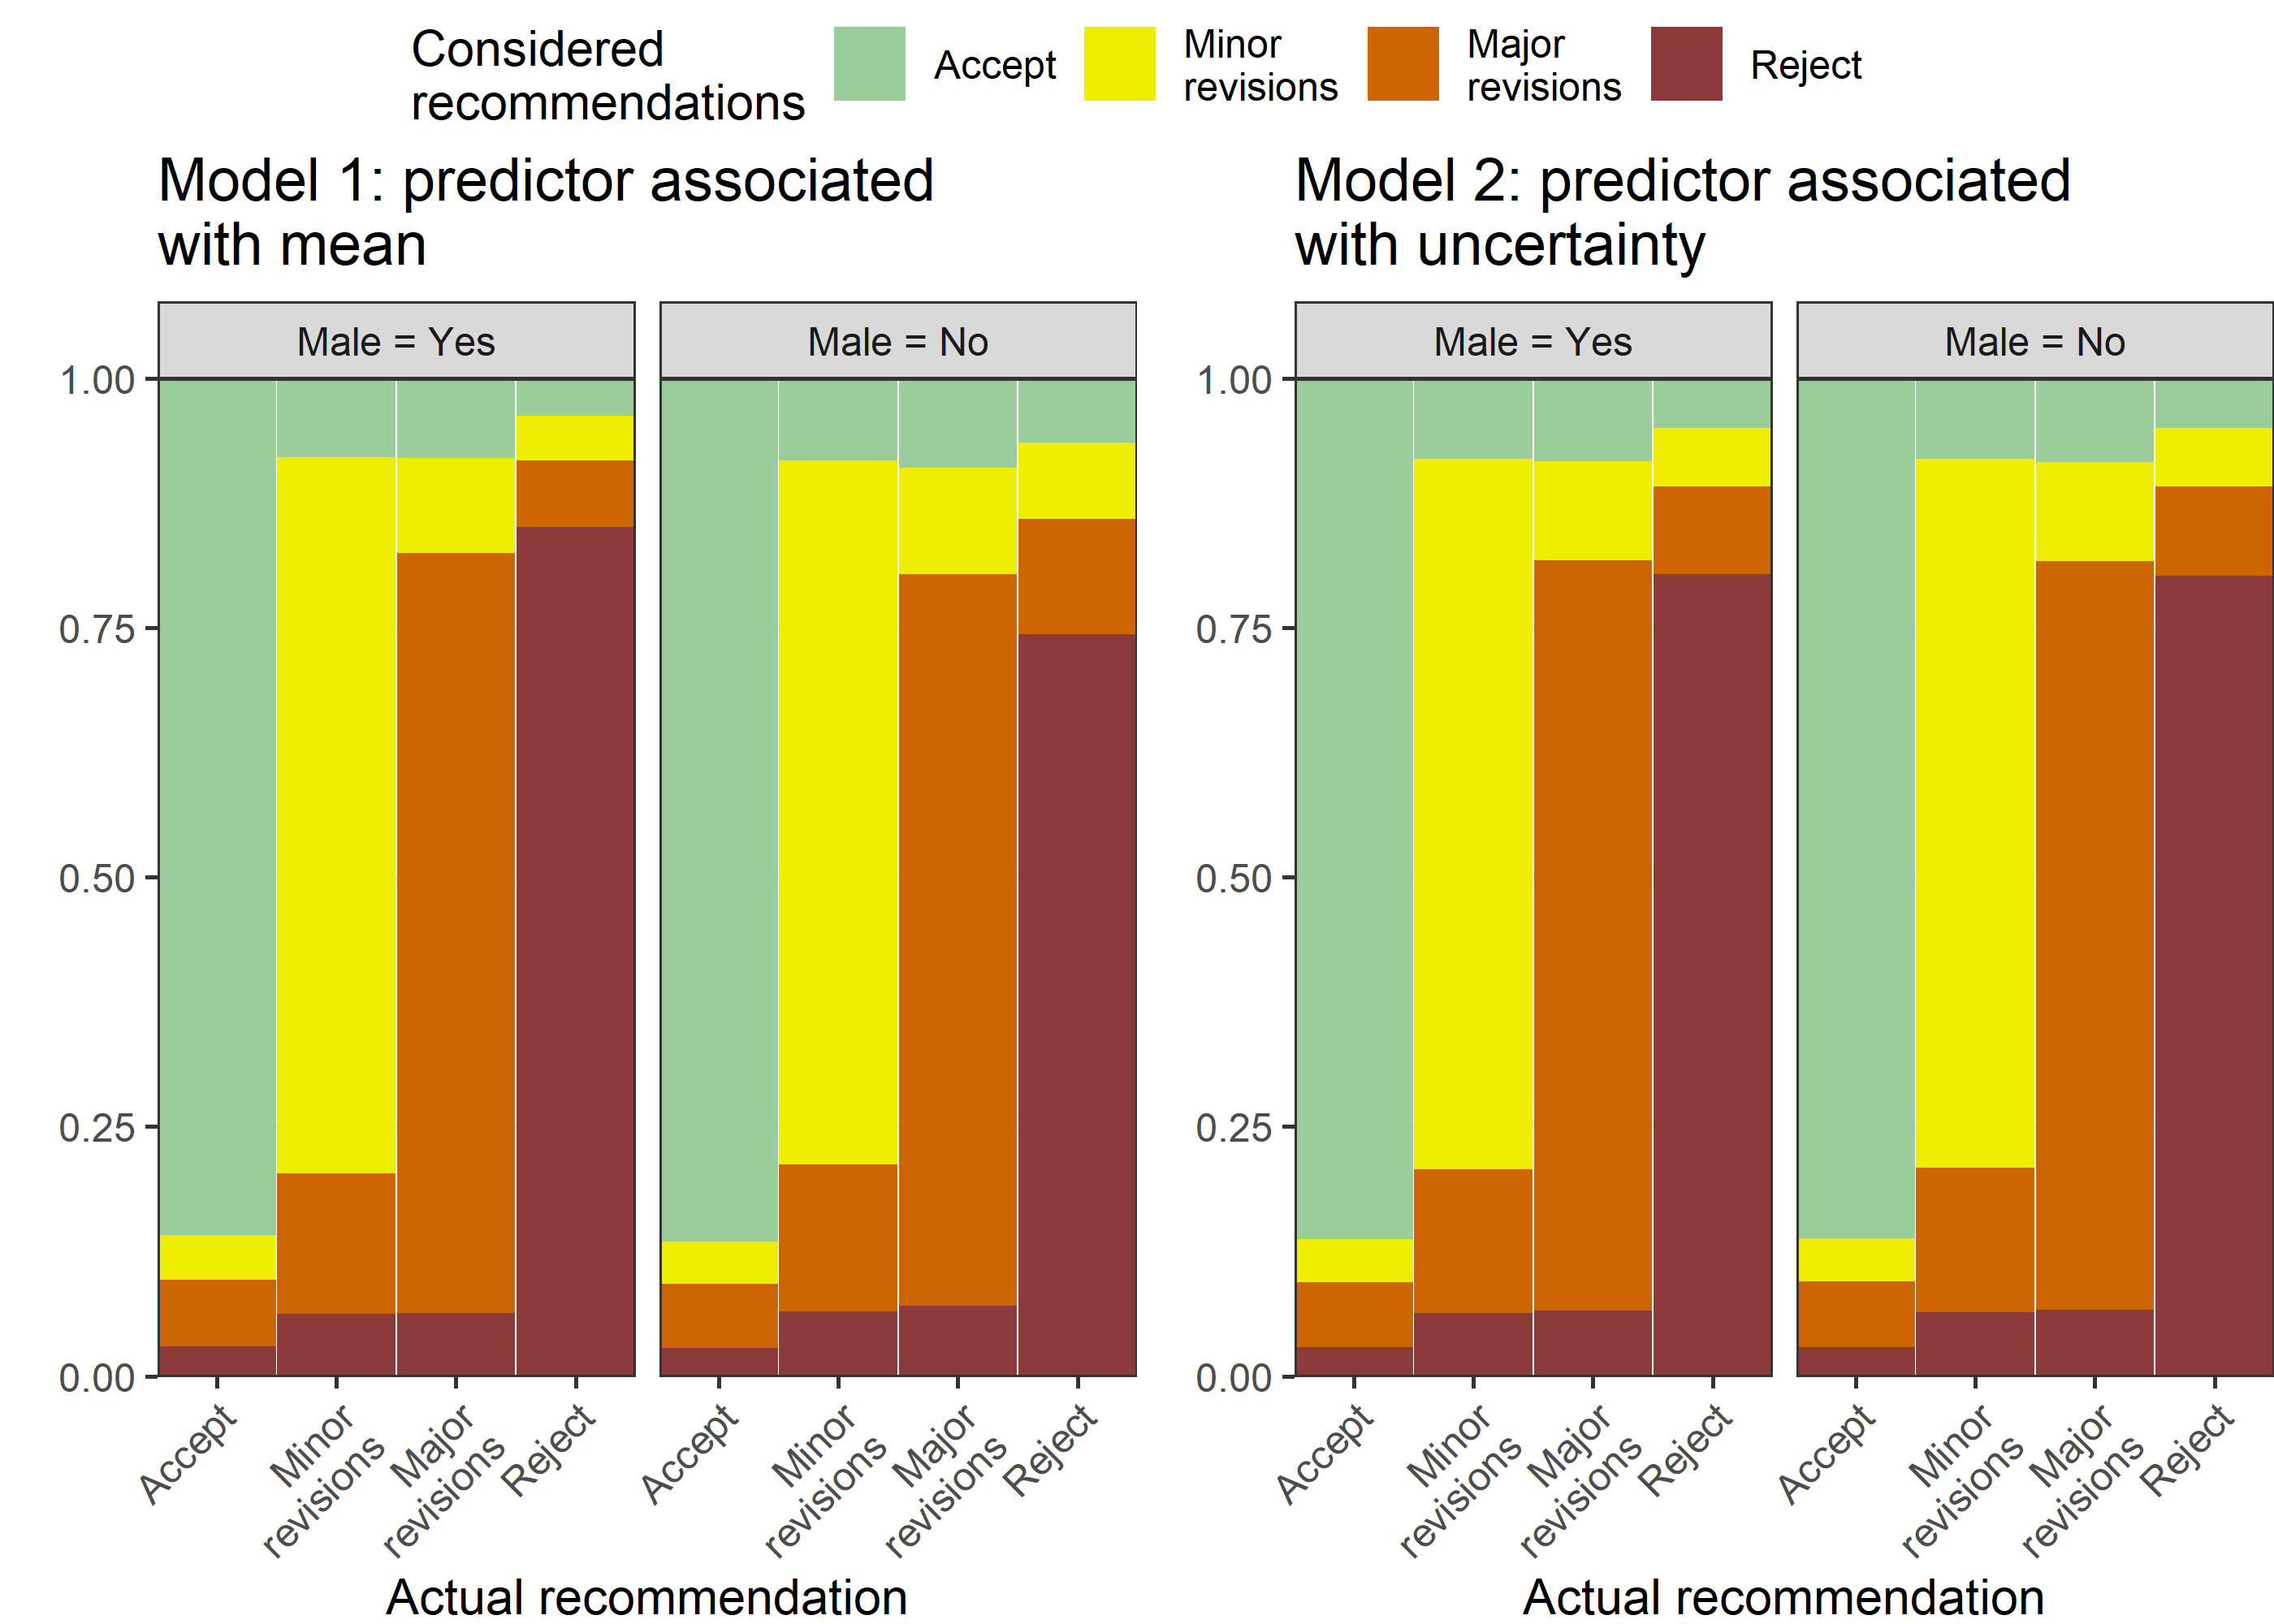 Considered
recommendations
Accept
Minor
revisions
Major
revisions
Reject
Model 1: predictor associated
with mean
Model 2: predictor associated
with uncertainty
Male = Yes
Male = No
Male = Yes
Male = No
1.00
0.75
0.50
0.25
0.00
1.00
0.75
0.50
0.25
0.00
Accept
Minor
revisions
Major
revisions
Reject
Accept
Minor
revisions
Major
revisions
Reject
Accept
Minor
revisions
Major
revisions
Reject
Accept
Minor
revisions
Major
revisions
Reject
Actual recommendation
Actual recommendation